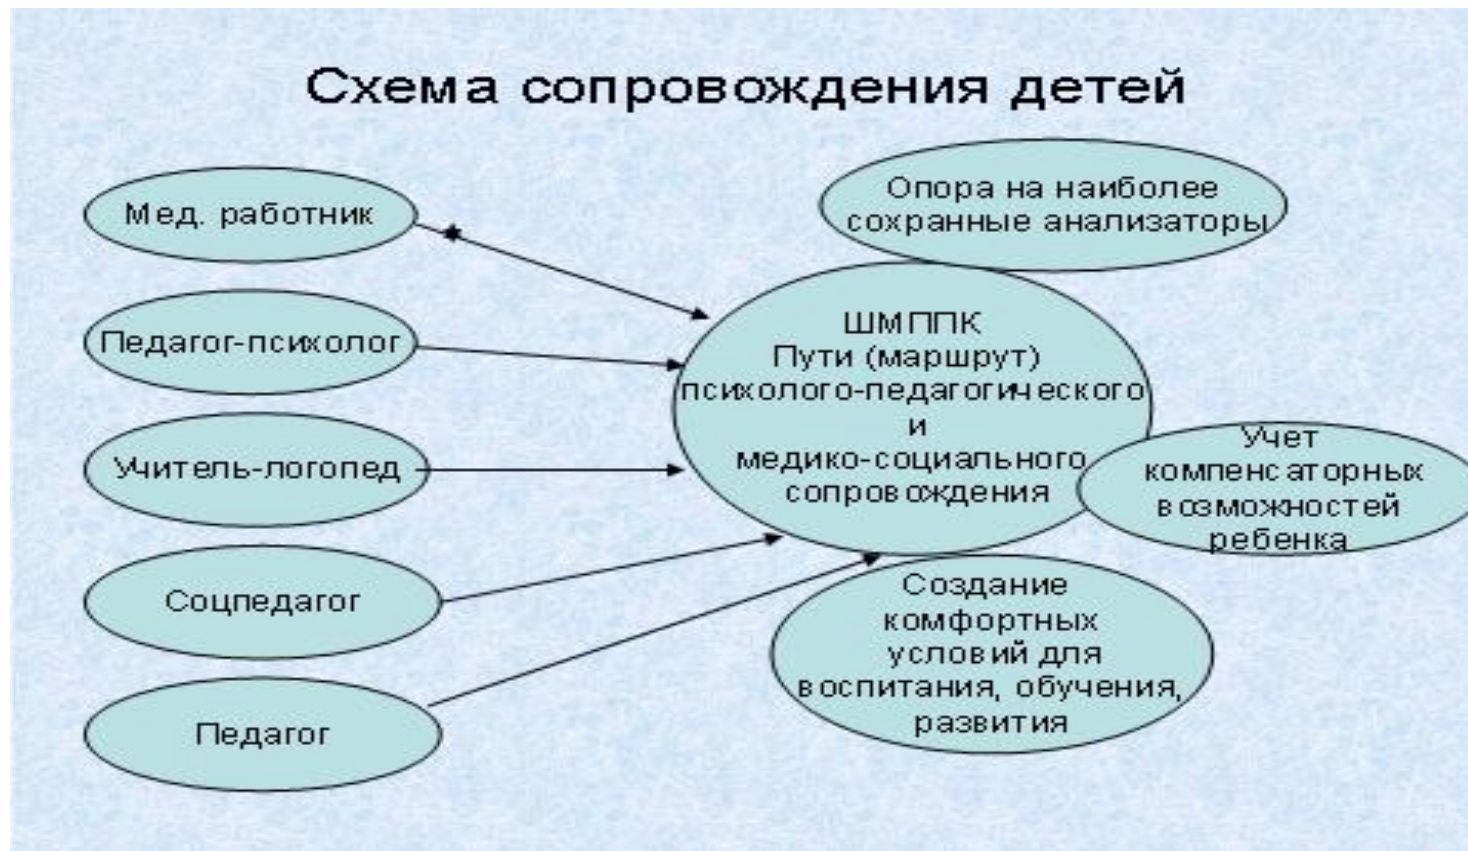 Схема сопровождения детей
Мед. работник
Педагог-психолог
Учитель-логопед
Соцпедагог
Педагог
Опора на наиболее
сохранные анализаторы
ШМППК
Пути (маршрут)
психолого-педагогического
и
медико-социального
сопровождения
Учет
компенсаторных
возможностей
ребенка
Создание
комфортных
условий для
воспитания, обучения,
развития